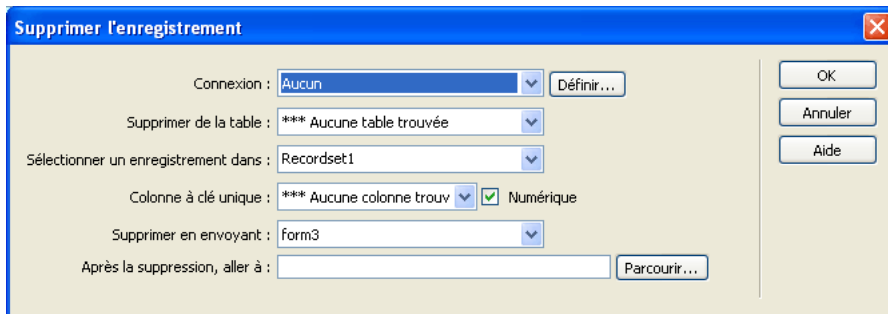 Supprimer l'enregistrement
Connexion : Aucun Définir... OK
Supprimer de la table : *** Aucune table trouvée Annuler
Sélectionner un enregistrement dans : Recordset1 Aide
Colonne à clé unique : *** Aucune colonne trouv Numérique
Supprimer en envoyant : form3
Après la suppression, aller à : Parcourir...